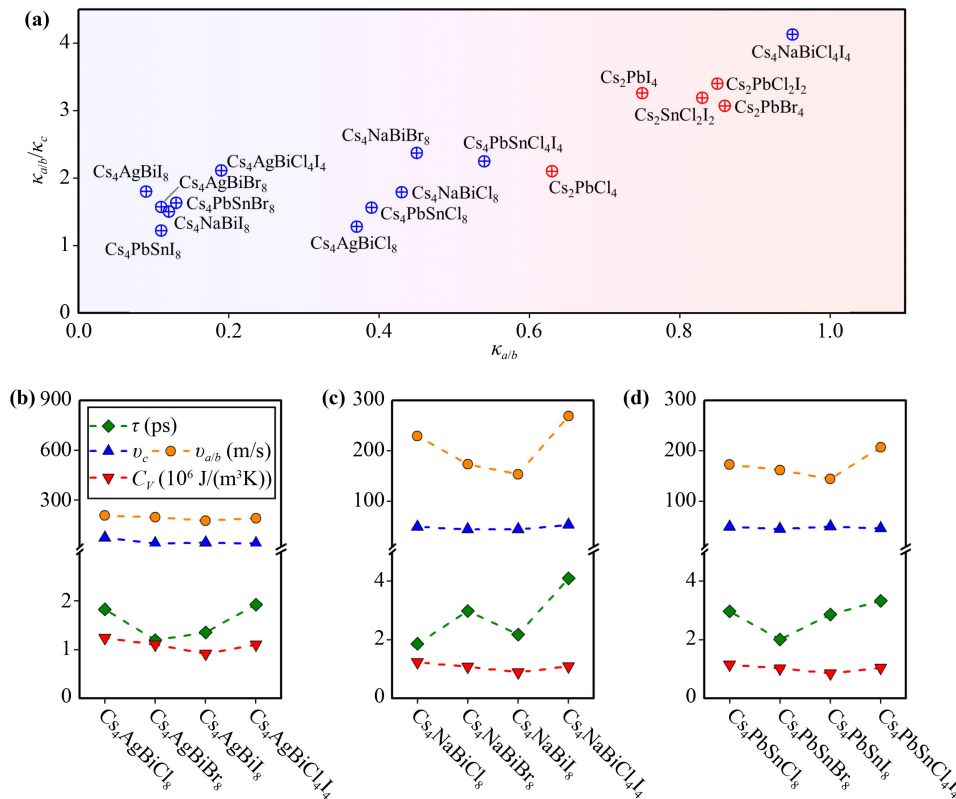 (a)
4
3
2
1
0
κa/b/κc
0.0 0.2 0.4 0.6 0.8 1.0
κa/b
Cs4NaBiCl4I4
Cs2PbI4
Cs2PbCl2I2
Cs2SnCl2I2
Cs2PbBr4
Cs4NaBiBr8
Cs4PbSnCl4I4
Cs4AgBiCl4I4
Cs4AgBiI8
Cs4AgBiBr8
Cs2PbCl4
Cs4NaBiCl8
Cs4PbSnBr8
Cs4PbSnCl8
Cs4NaBiI8
Cs4AgBiCl8
Cs4PbSnI8
(b)
900
600
300
2
1
0
τ (ps)
υc υa/b (m/s)
CV (10^6 J/(m^3K))
Cs4AgBiCl8
Cs4AgBiBr8
Cs4AgBiI8
Cs4AgBiCl4I4
(c)
300
200
100
4
2
0
Cs4NaBiCl8
Cs4NaBiBr8
Cs4NaBiI8
Cs4NaBiCl4I4
(d)
300
200
100
4
2
0
Cs4PbSnCl8
Cs4PbSnBr8
Cs4PbSnI8
Cs4PbSnCl4I4